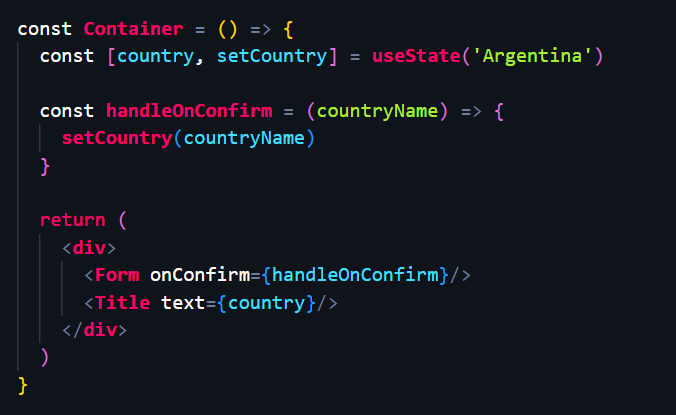 const Container = () => {
  const [country, setCountry] = useState('Argentina')

  const handleOnConfirm = (countryName) => {
    setCountry(countryName)
  }

  return (
    <div>
      <Form onConfirm={handleOnConfirm}/>
      <Title text={country}/>
    </div>
  )
}